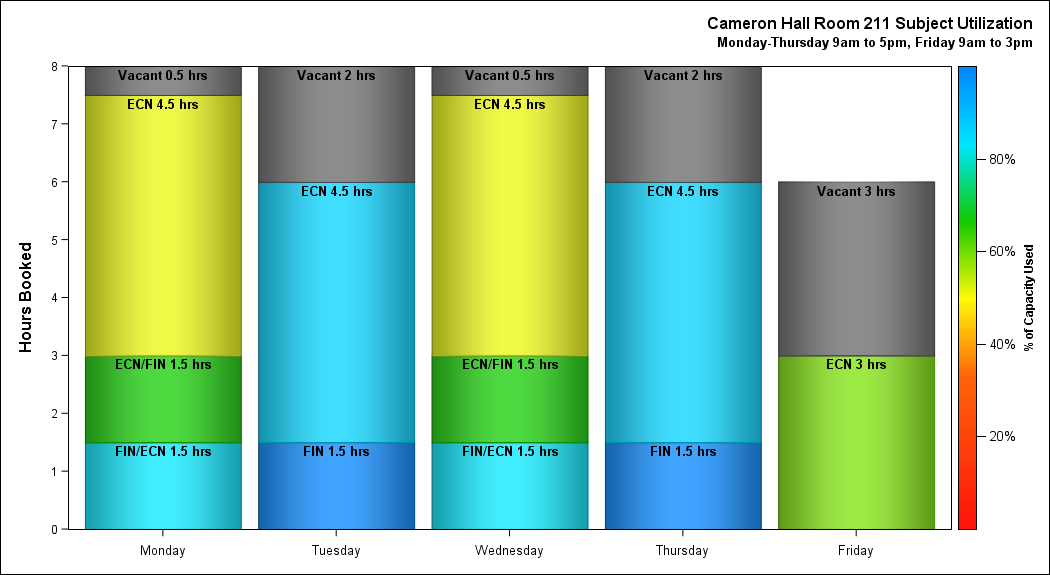 Cameron Hall Room 211 Subject Utilization
Monday-Thursday 9am to 5pm, Friday 9am to 3pm
Hours Booked
8
7
6
5
4
3
2
1
0
Vacant 0.5 hrs
ECN 4.5 hrs
ECN/FIN 1.5 hrs
FIN/ECN 1.5 hrs
Monday
Vacant 2 hrs
ECN 4.5 hrs
FIN 1.5 hrs
Tuesday
Vacant 0.5 hrs
ECN 4.5 hrs
ECN/FIN 1.5 hrs
FIN/ECN 1.5 hrs
Wednesday
Vacant 2 hrs
ECN 4.5 hrs
FIN 1.5 hrs
Thursday
Vacant 3 hrs
ECN 3 hrs
Friday
80%
60%
40%
20%
% of Capacity Used